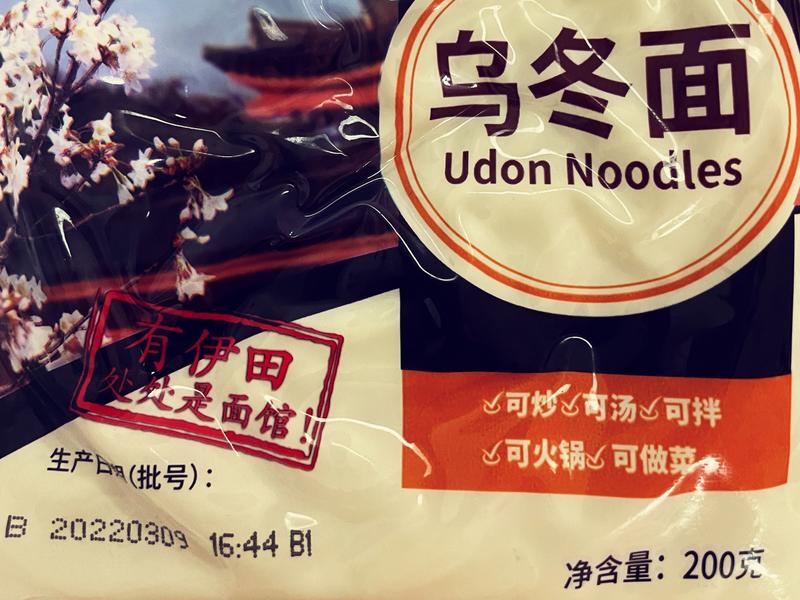 乌冬面
Udon Noodles
有伊田
处处是面馆!
可炒 可汤 可拌
可火锅 可做菜
生产日期(批号):
B 20220309 16:44 B1
净含量: 200克